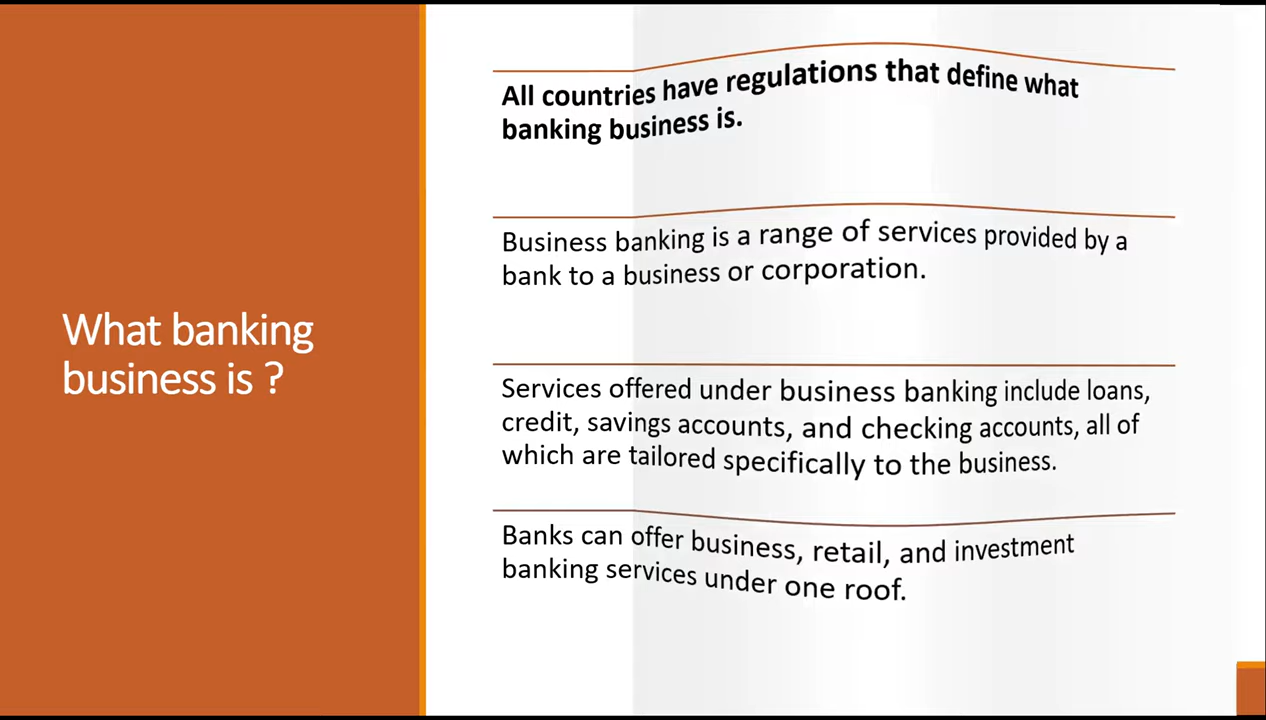 What banking
business is ?
All countries have regulations that define what
banking business is.
Business banking is a range of services provided by a
bank to a business or corporation.
Services offered under business banking include loans,
credit, savings accounts, and checking accounts, all of
which are tailored specifically to the business.
Banks can offer business, retail, and investment
banking services under one roof.